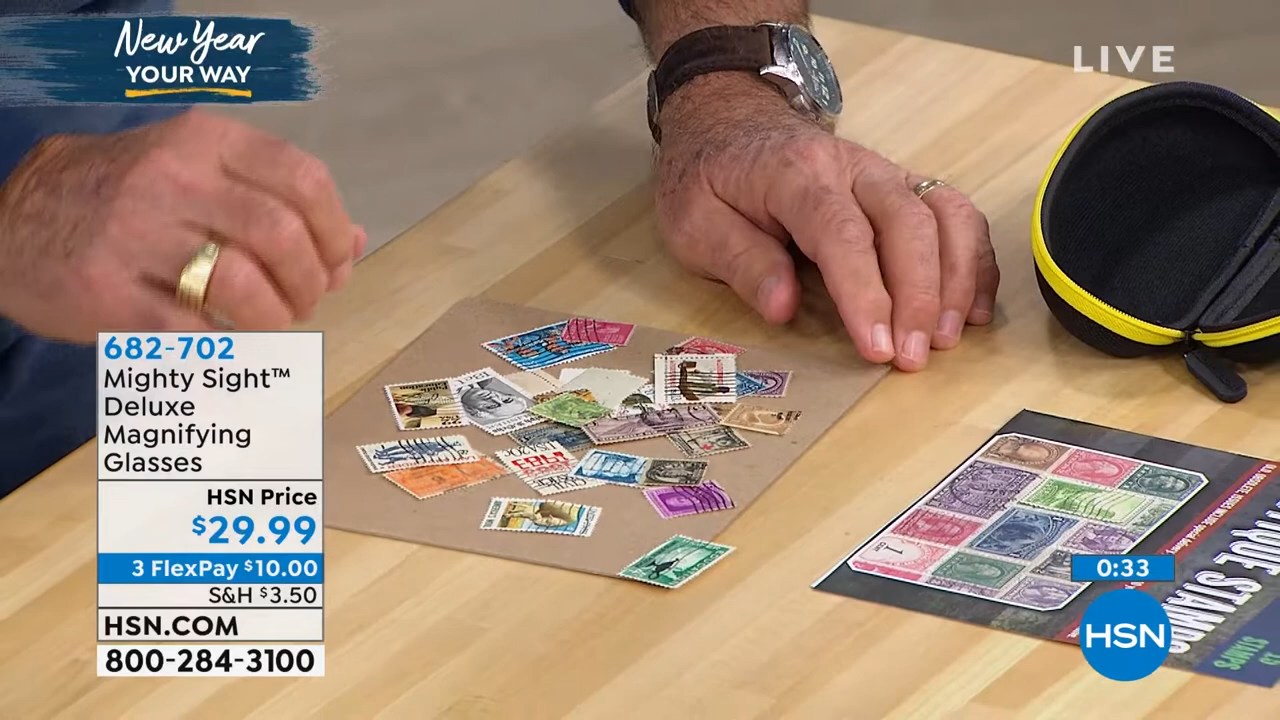 New Year
YOUR WAY
LIVE
682-702
Mighty Sight™
Deluxe
Magnifying
Glasses
HSN Price
$29.99
3 FlexPay $10.00
S&H $3.50
HSN.COM
800-284-3100
0:33
HSN
STAMPS